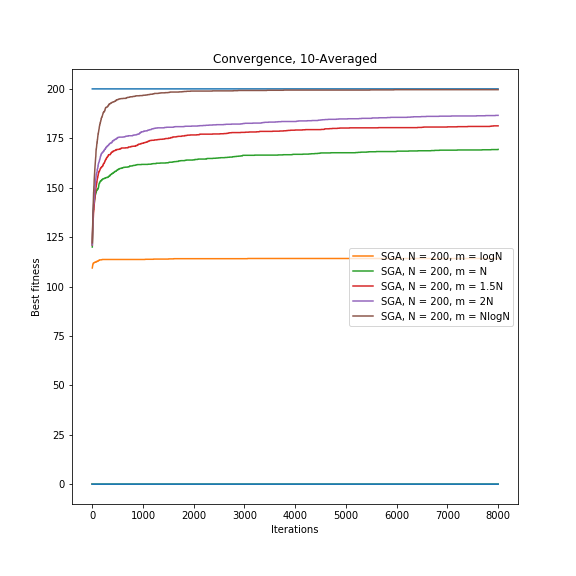 Convergence, 10-Averaged
200
175
150
125
100
75
50
25
0
Best fitness
SGA, N = 200, m = logN
SGA, N = 200, m = N
SGA, N = 200, m = 1.5N
SGA, N = 200, m = 2N
SGA, N = 200, m = NlogN
0 1000 2000 3000 4000 5000 6000 7000 8000
Iterations